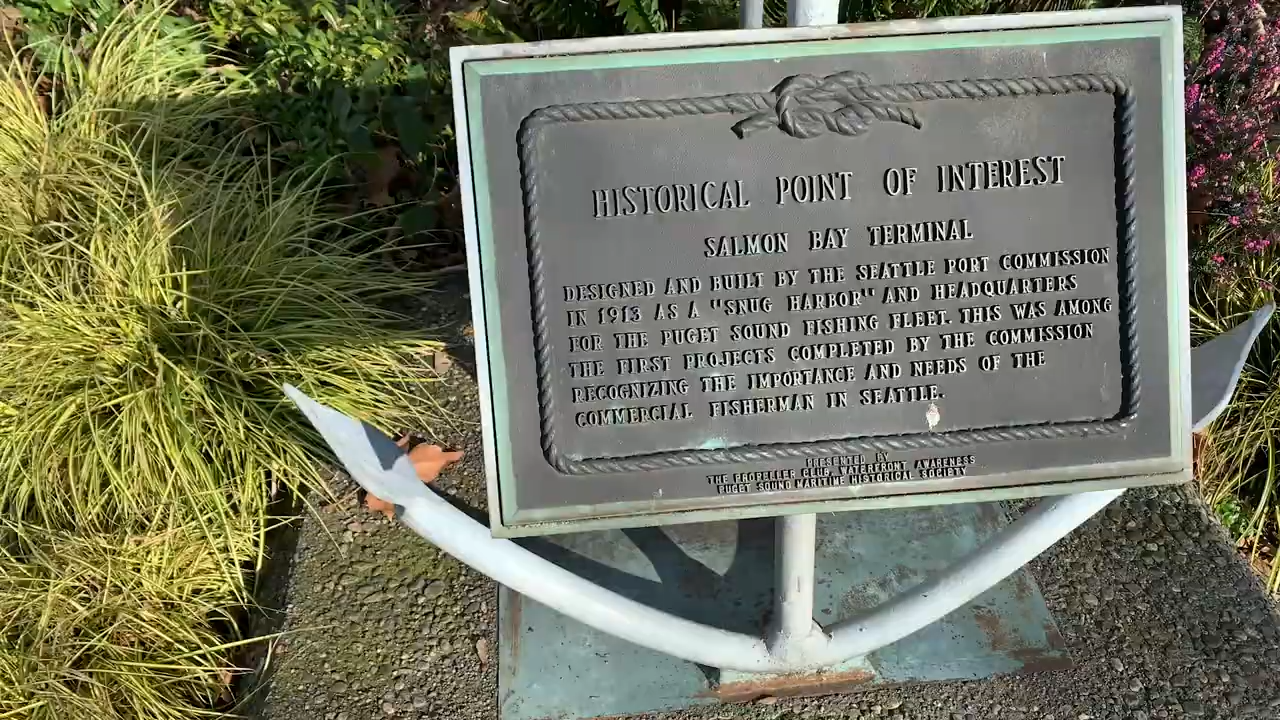 HISTORICAL POINT OF INTEREST
SALMON BAY TERMINAL
DESIGNED AND BUILT BY THE SEATTLE PORT COMMISSION
IN 1913 AS A "SNUG HARBOR" AND HEADQUARTERS
FOR THE PUGET SOUND FISHING FLEET. THIS WAS AMONG
THE FIRST PROJECTS COMPLETED BY THE COMMISSION
RECOGNIZING THE IMPORTANCE AND NEEDS OF THE
COMMERCIAL FISHERMAN IN SEATTLE.
PRESENTED BY
THE PROPELLER CLUB, WATERFRONT AWARENESS
PUGET SOUND MARITIME HISTORICAL SOCIETY